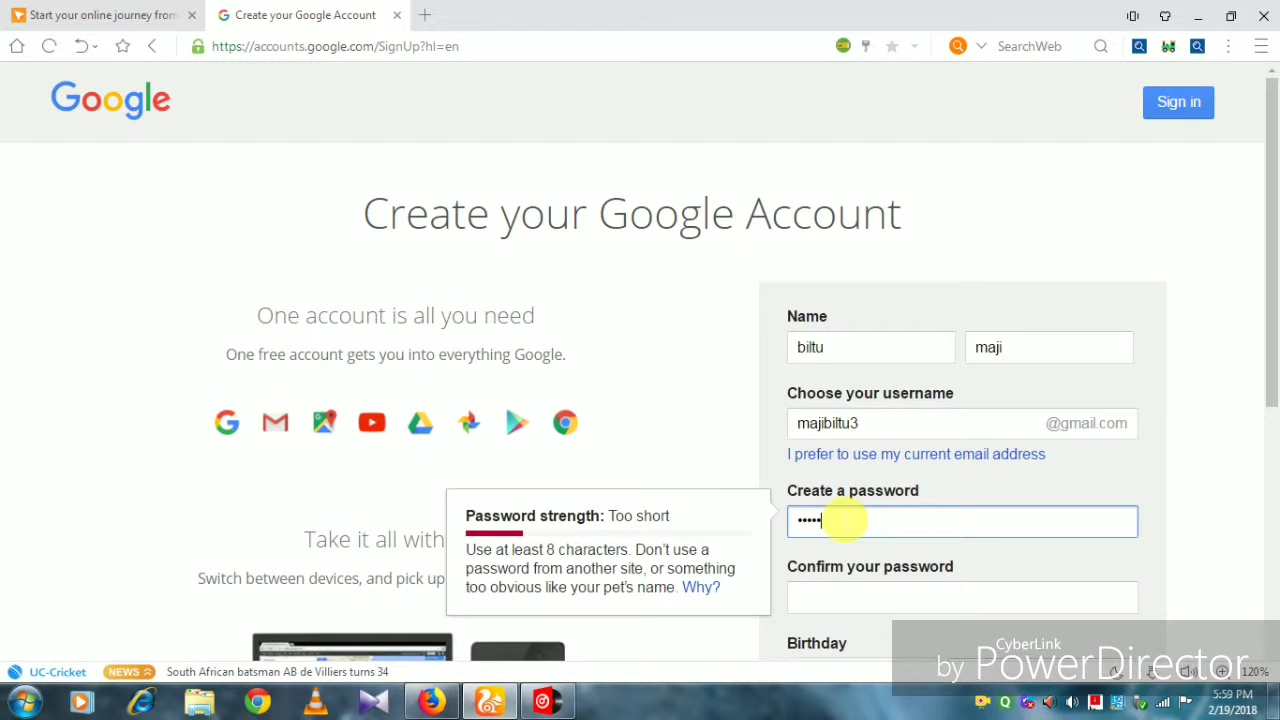 Start your online journey from
Create your Google Account
https://accounts.google.com/SignUp?hl=en
SearchWeb
Google
Sign in
Create your Google Account
One account is all you need
One free account gets you into everything Google.
Name
biltu
maji
Choose your username
majibiltu3
@gmail.com
I prefer to use my current email address
Create a password
•••••
Password strength: Too short
Use at least 8 characters. Don't use a
password from another site, or something
too obvious like your pet's name. Why?
Confirm your password
Take it all with
Switch between devices, and pick up
Birthday
CyberLink
by PowerDirector
UC-Cricket
NEWS
South African batsman AB de Villiers turns 34
120%
5:59 PM
2/19/2018